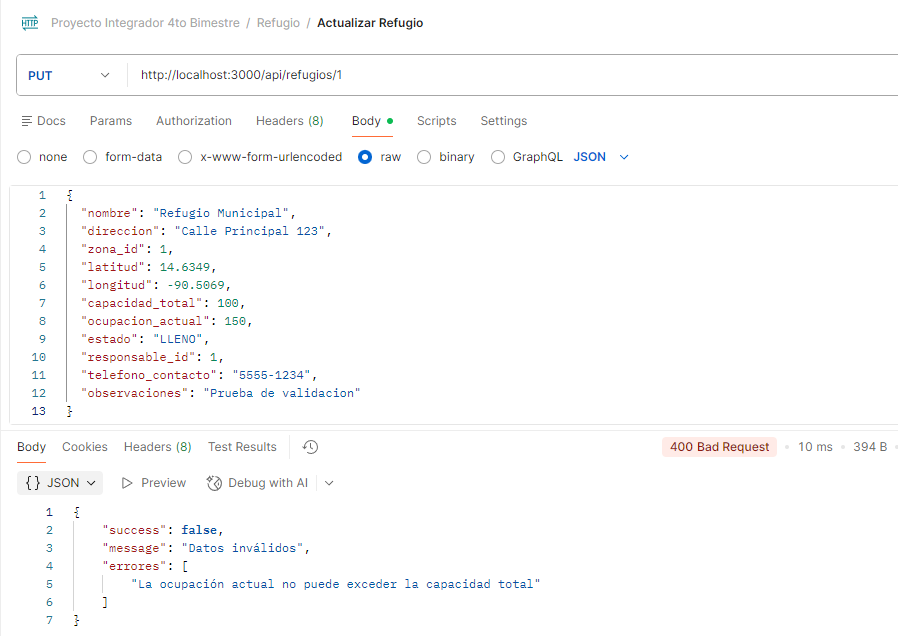 HTTP Proyecto Integrador 4to Bimestre / Refugio / Actualizar Refugio
PUT http://localhost:3000/api/refugios/1
Docs Params Authorization Headers (8) Body Scripts Settings
none form-data x-www-form-urlencoded raw binary GraphQL JSON
1 {
2 "nombre": "Refugio Municipal",
3 "direccion": "Calle Principal 123",
4 "zona_id": 1,
5 "latitud": 14.6349,
6 "longitud": -90.5069,
7 "capacidad_total": 100,
8 "ocupacion_actual": 150,
9 "estado": "LLENO",
10 "responsable_id": 1,
11 "telefono_contacto": "5555-1234",
12 "observaciones": "Prueba de validacion"
13 }
Body Cookies Headers (8) Test Results 400 Bad Request • 10 ms • 394 B •
{} JSON Preview Debug with AI
1 {
2 "success": false,
3 "message": "Datos inválidos",
4 "errores": [
5 "La ocupación actual no puede exceder la capacidad total"
6 ]
7 }